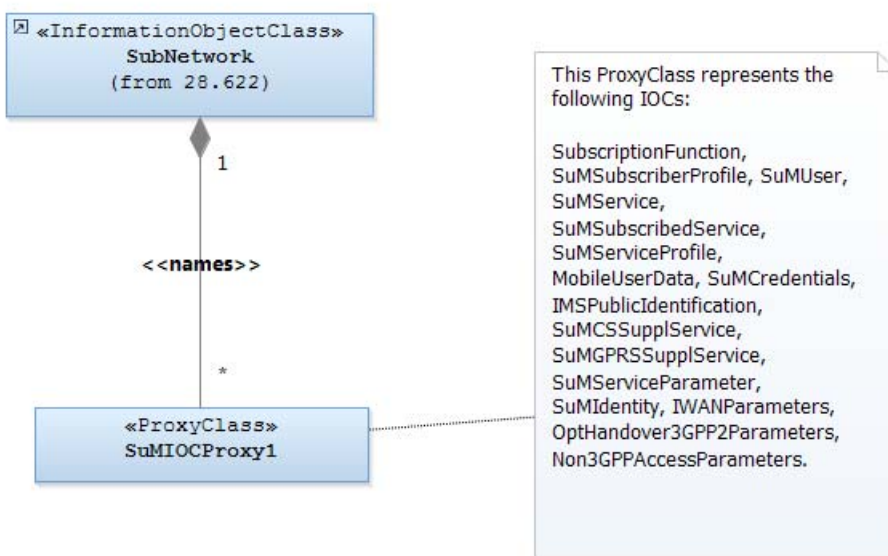 «InformationObjectClass»
SubNetwork
(from 28.622)
1
<<names>>
*
«ProxyClass»
SuMIOCProxy1
This ProxyClass represents the
following IOCs:
SubscriptionFunction,
SuMSubscriberProfile, SuMUser,
SuMService,
SuMSubscribedService,
SuMServiceProfile,
MobileUserData, SuMCredentials,
IMSPublicIdentification,
SuMCSSupplService,
SuMGPRSSupplService,
SuMServiceParameter,
SuMIdentity, IWANParameters,
OptHandover3GPP2Parameters,
Non3GPPAccessParameters.